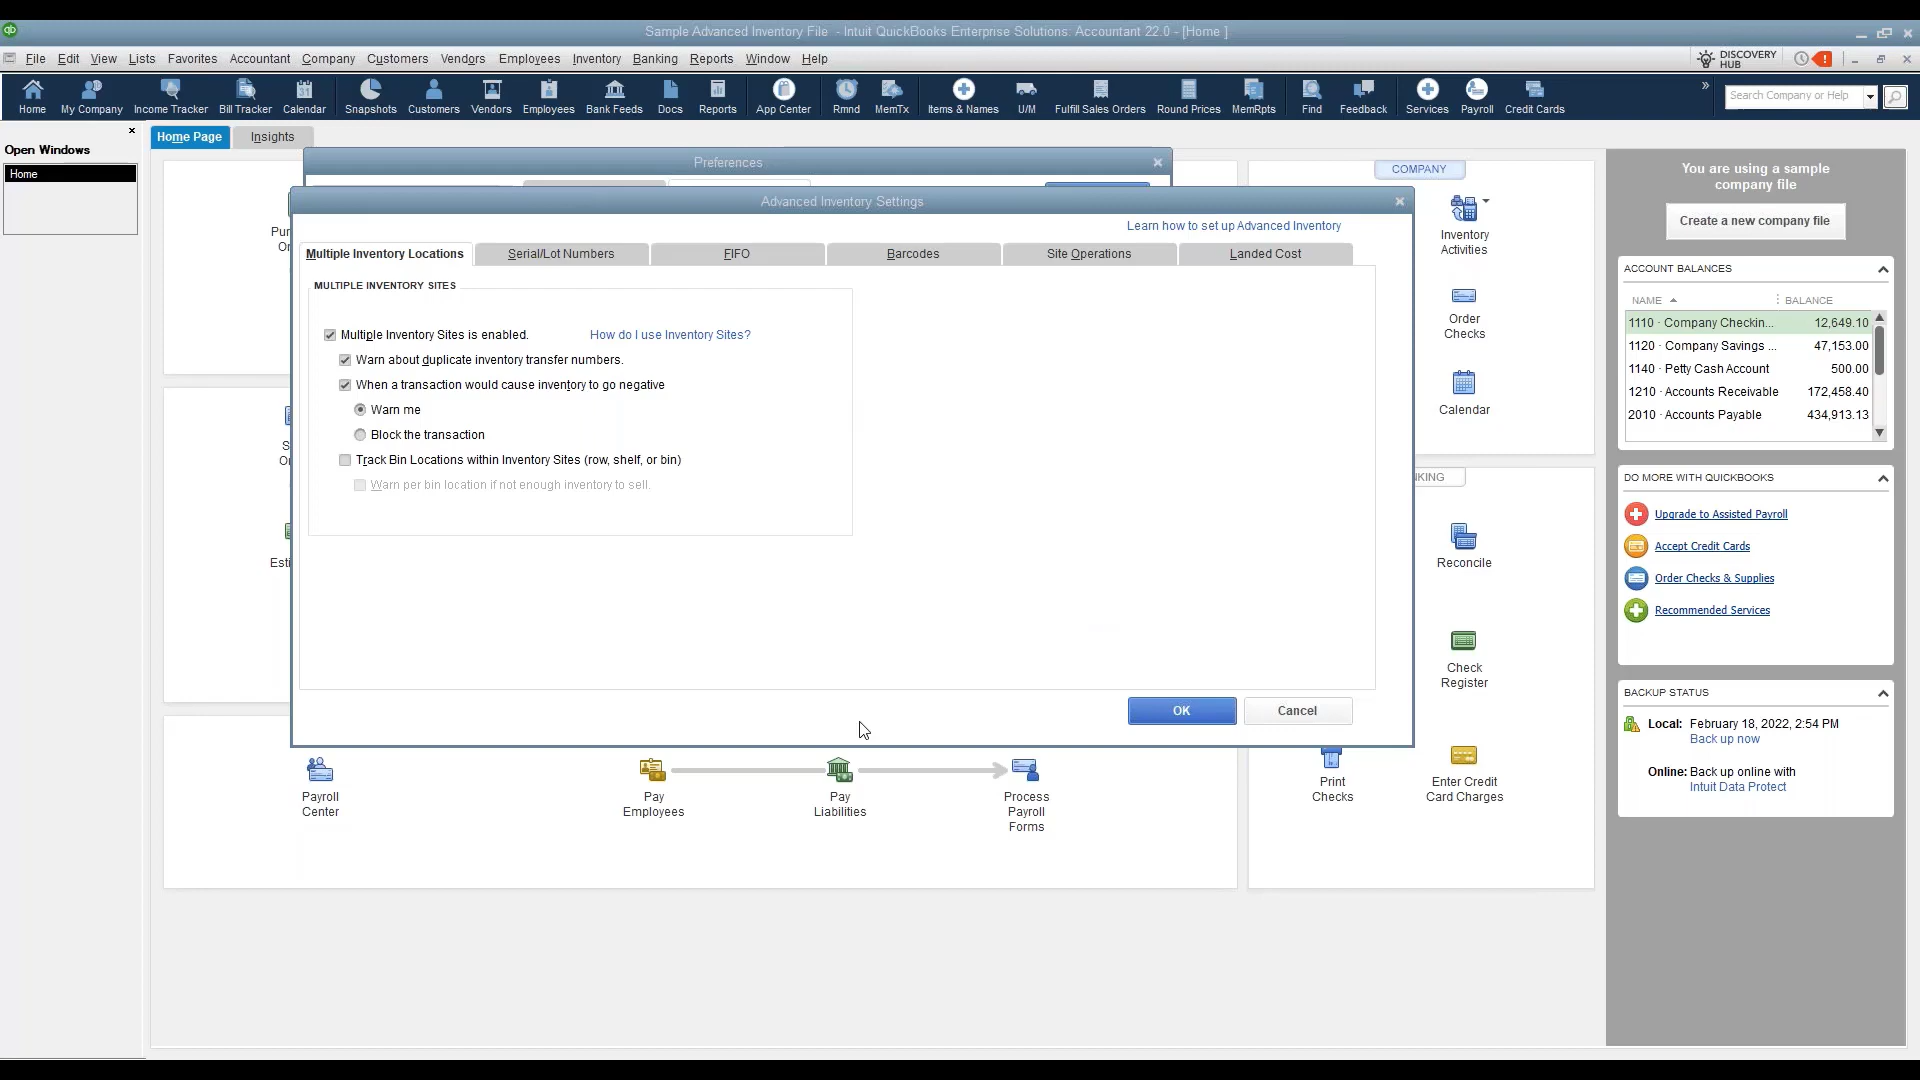 Sample Advanced Inventory File - Intuit QuickBooks Enterprise Solutions: Accountant 22.0 - [Home ]
File Edit View Lists Favorites Accountant Company Customers Vendors Employees Inventory Banking Reports Window Help
DISCOVERY
HUB
Home My Company Income Tracker Bill Tracker Calendar Snapshots Customers Vendors Employees Bank Feeds Docs Reports App Center Rmnd MemTx Items & Names U/M Fulfill Sales Orders Round Prices MemRpts Find Feedback Services Payroll Credit Cards
Search Company or Help
Open Windows
Home
Home Page
Insights
Preferences
Advanced Inventory Settings
Learn how to set up Advanced Inventory
Multiple Inventory Locations
Serial/Lot Numbers
FIFO
Barcodes
Site Operations
Landed Cost
MULTIPLE INVENTORY SITES
Multiple Inventory Sites is enabled.
How do I use Inventory Sites?
Warn about duplicate inventory transfer numbers.
When a transaction would cause inventory to go negative
Warn me
Block the transaction
Track Bin Locations within Inventory Sites (row, shelf, or bin)
Warn per bin location if not enough inventory to sell.
OK
Cancel
Pur
Or
S
Or
Esti
Payroll
Center
Pay
Employees
Pay
Liabilities
Process
Payroll
Forms
COMPANY
Inventory
Activities
Order
Checks
Calendar
KING
Reconcile
Check
Register
Print
Checks
Enter Credit
Card Charges
You are using a sample
company file
Create a new company file
ACCOUNT BALANCES
NAME BALANCE
1110 · Company Checkin... 12,649.10
1120 · Company Savings ... 47,153.00
1140 · Petty Cash Account 500.00
1210 · Accounts Receivable 172,458.40
2010 · Accounts Payable 434,913.13
DO MORE WITH QUICKBOOKS
Upgrade to Assisted Payroll
Accept Credit Cards
Order Checks & Supplies
Recommended Services
BACKUP STATUS
Local: February 18, 2022, 2:54 PM
Back up now
Online: Back up online with
Intuit Data Protect